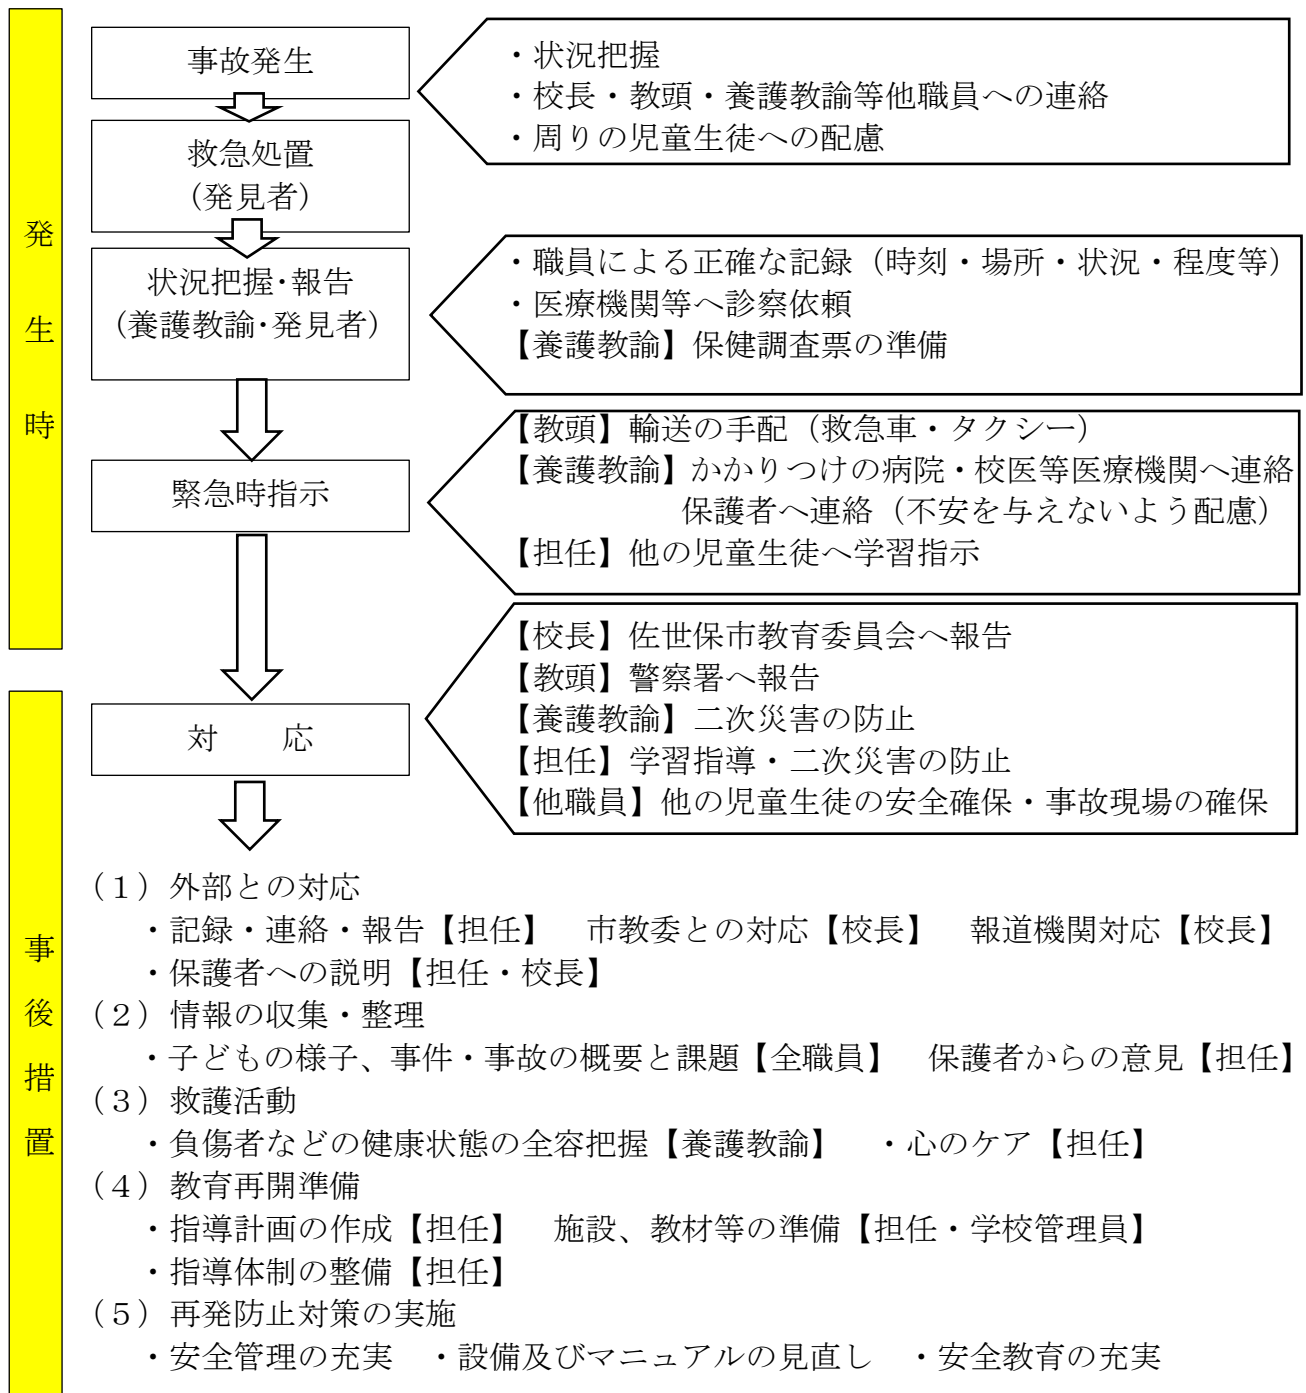 発生時
事故発生
・状況把握
・校長・教頭・養護教諭等他職員への連絡
・周りの児童生徒への配慮
救急処置
(発見者)
状況把握・報告
(養護教諭・発見者)
・職員による正確な記録（時刻・場所・状況・程度等）
・医療機関等へ診察依頼
【養護教諭】保健調査票の準備
緊急時指示
【教頭】輸送の手配（救急車・タクシー）
【養護教諭】かかりつけの病院・校医等医療機関へ連絡
保護者へ連絡（不安を与えないよう配慮）
【担任】他の児童生徒へ学習指示
対　　応
【校長】佐世保市教育委員会へ報告
【教頭】警察署へ報告
【養護教諭】二次災害の防止
【担任】学習指導・二次災害の防止
【他職員】他の児童生徒の安全確保・事故現場の確保
事後措置
（１）外部との対応
・記録・連絡・報告【担任】　市教委との対応【校長】　報道機関対応【校長】
・保護者への説明【担任・校長】
（２）情報の収集・整理
・子どもの様子、事件・事故の概要と課題【全職員】　保護者からの意見【担任】
（３）救護活動
・負傷者などの健康状態の全容把握【養護教諭】　・心のケア【担任】
（４）教育再開準備
・指導計画の作成【担任】　施設、教材等の準備【担任・学校管理員】
・指導体制の整備【担任】
（５）再発防止対策の実施
・安全管理の充実　・設備及びマニュアルの見直し　・安全教育の充実